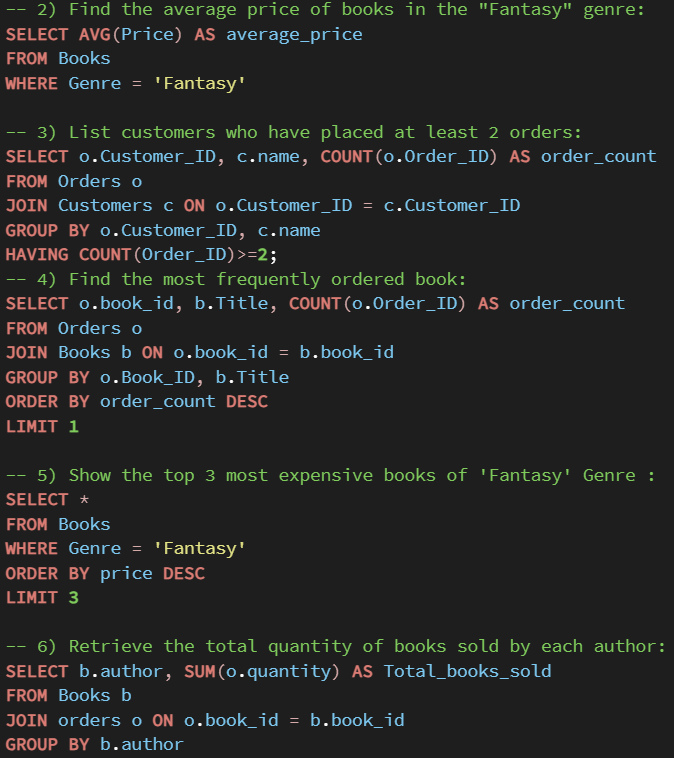 -- 2) Find the average price of books in the "Fantasy" genre:
SELECT AVG(Price) AS average_price
FROM Books
WHERE Genre = 'Fantasy'
-- 3) List customers who have placed at least 2 orders:
SELECT o.Customer_ID, c.name, COUNT(o.Order_ID) AS order_count
FROM Orders o
JOIN Customers c ON o.Customer_ID = c.Customer_ID
GROUP BY o.Customer_ID, c.name
HAVING COUNT(Order_ID)>=2;
-- 4) Find the most frequently ordered book:
SELECT o.book_id, b.Title, COUNT(o.Order_ID) AS order_count
FROM Orders o
JOIN Books b ON o.book_id = b.book_id
GROUP BY o.Book_ID, b.Title
ORDER BY order_count DESC
LIMIT 1
-- 5) Show the top 3 most expensive books of 'Fantasy' Genre :
SELECT *
FROM Books
WHERE Genre = 'Fantasy'
ORDER BY price DESC
LIMIT 3
-- 6) Retrieve the total quantity of books sold by each author:
SELECT b.author, SUM(o.quantity) AS Total_books_sold
FROM Books b
JOIN orders o ON o.book_id = b.book_id
GROUP BY b.author